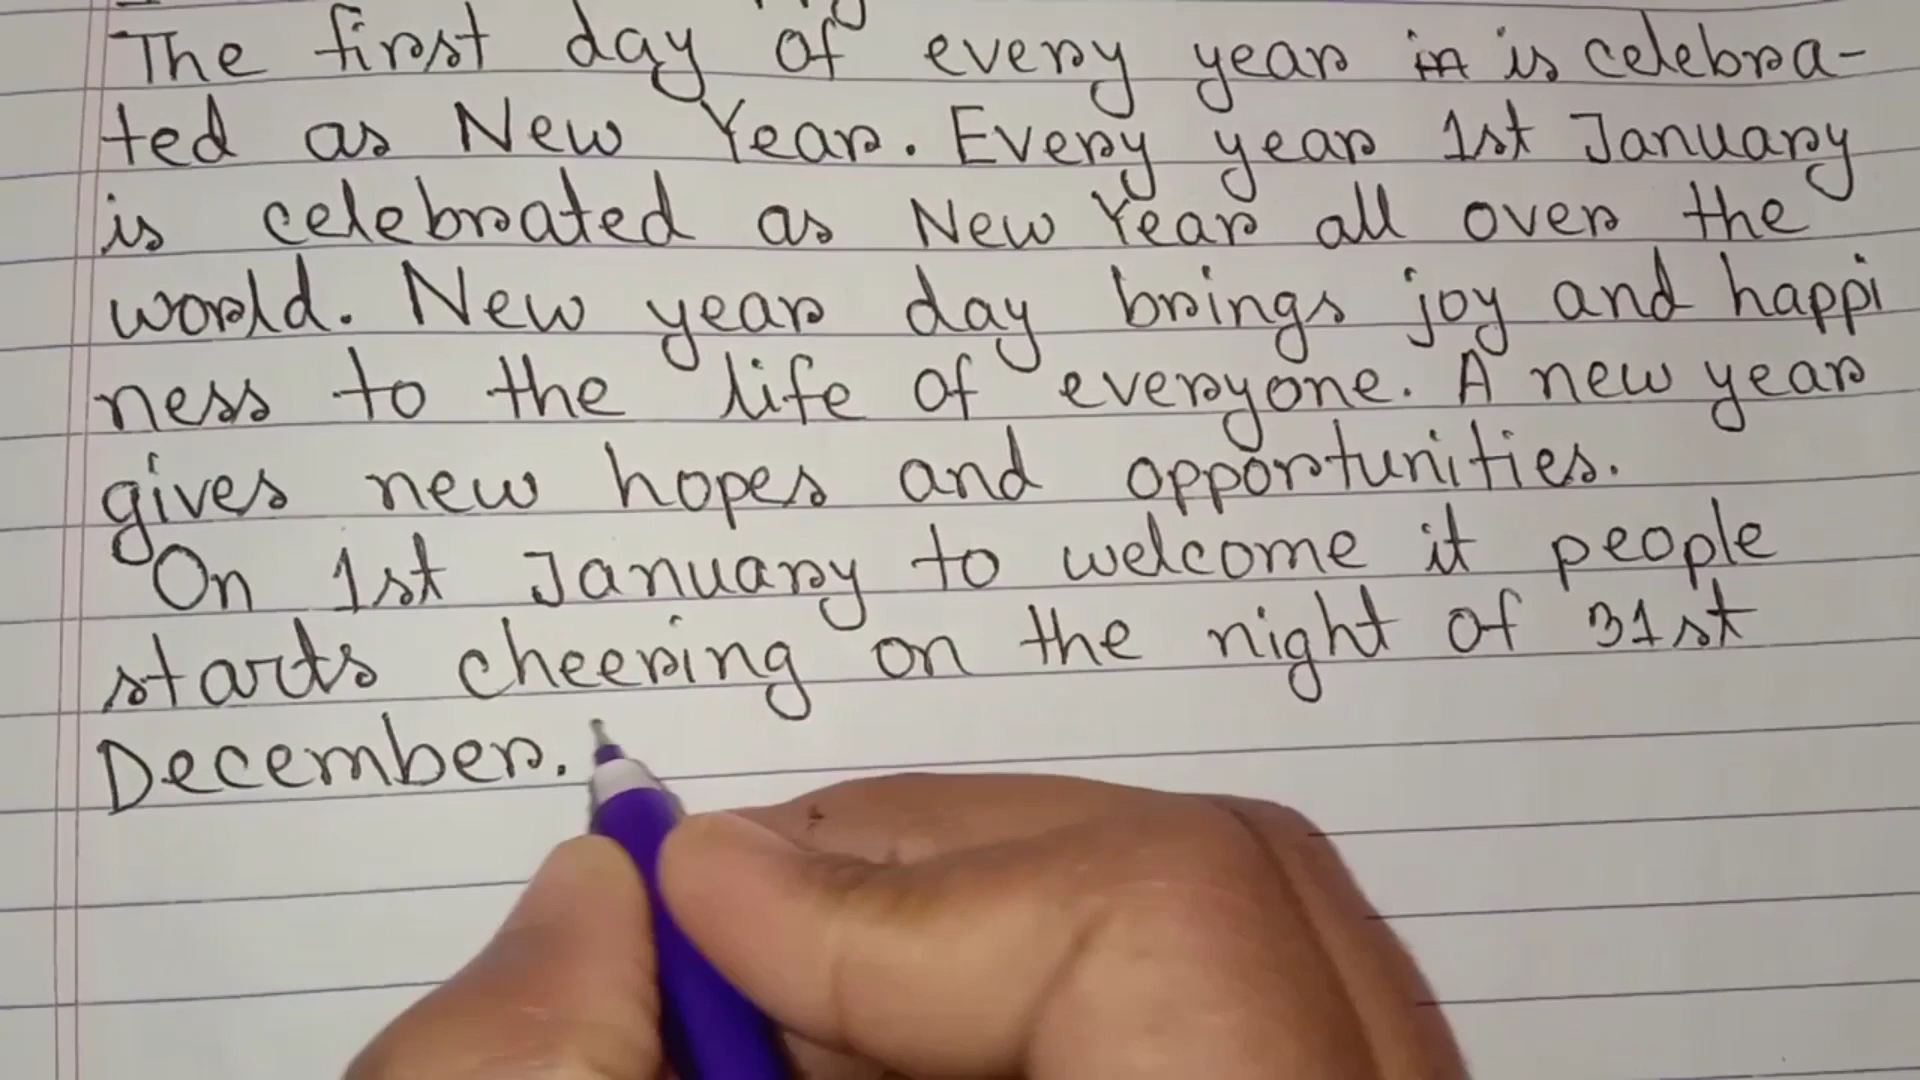 The first day of every year in is celebra-
ted as New Year. Every year 1st January
is celebrated as New Year all over the
world. New year day brings joy and happi
ness to the life of everyone. A new year
gives new hopes and opportunities.
On 1st January to welcome it people
starts cheering on the night of 31st
December.